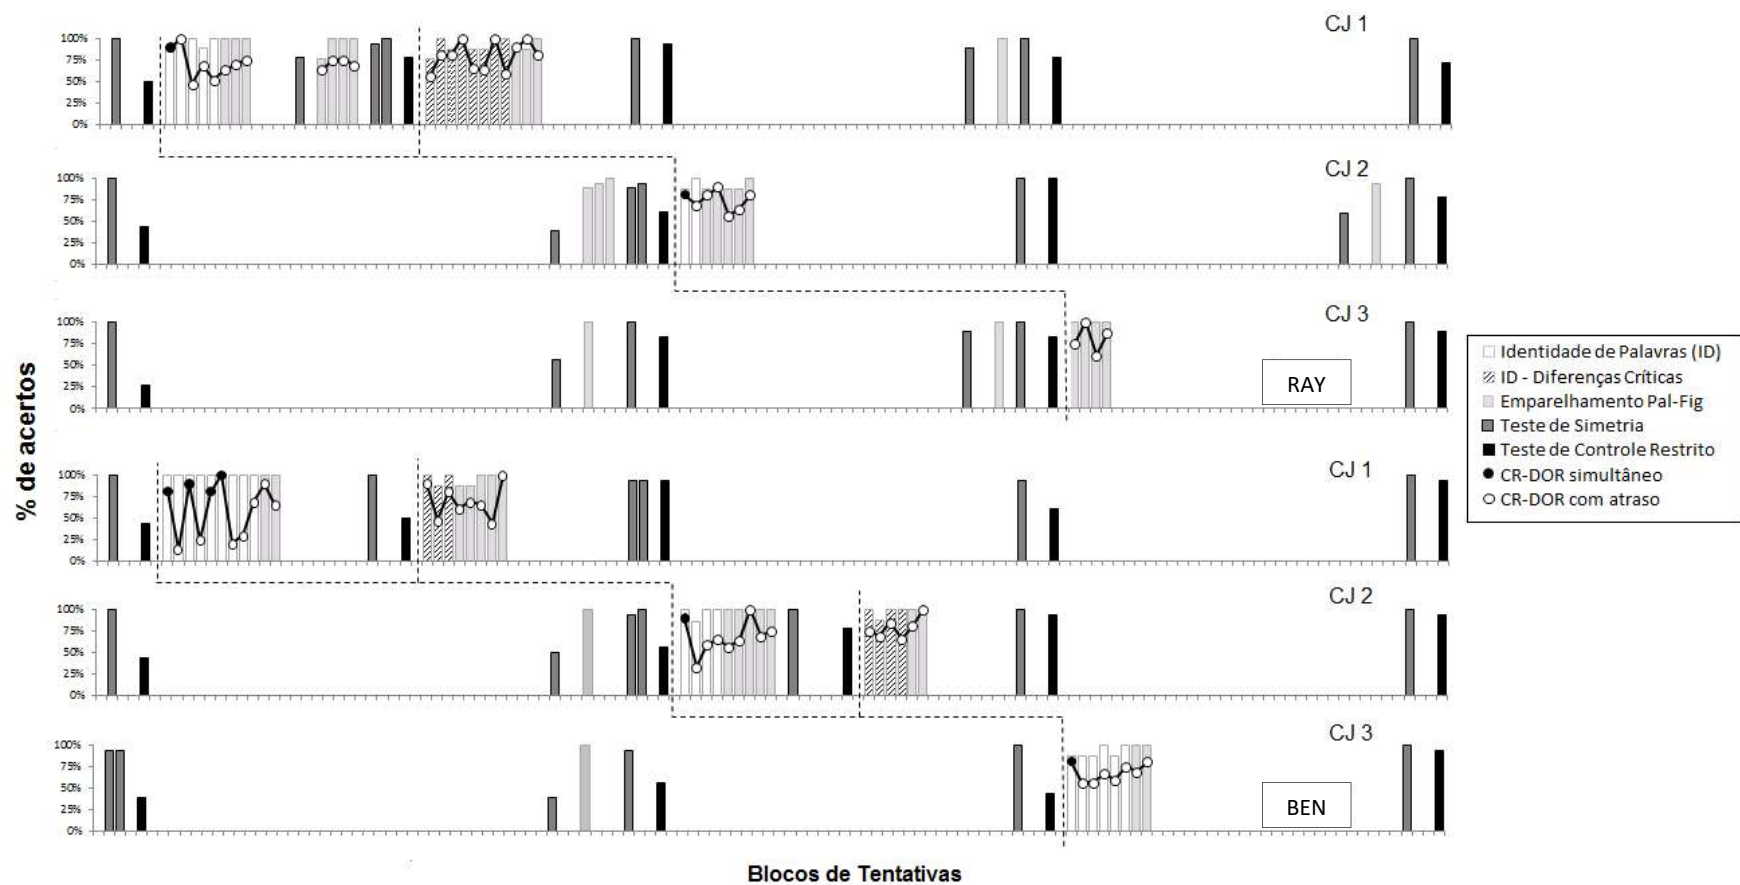 CJ 1
100%
75%
50%
25%
0%
CJ 2
100%
75%
50%
25%
0%
CJ 3
100%
75%
50%
25%
0%
RAY
CJ 1
100%
75%
50%
25%
0%
CJ 2
100%
75%
50%
25%
0%
CJ 3
100%
75%
50%
25%
0%
BEN
% de acertos
Blocos de Tentativas
Identidade de Palavras (ID)
ID - Diferenças Críticas
Emparelhamento Pal-Fig
Teste de Simetria
Teste de Controle Restrito
CR-DOR simultâneo
CR-DOR com atraso